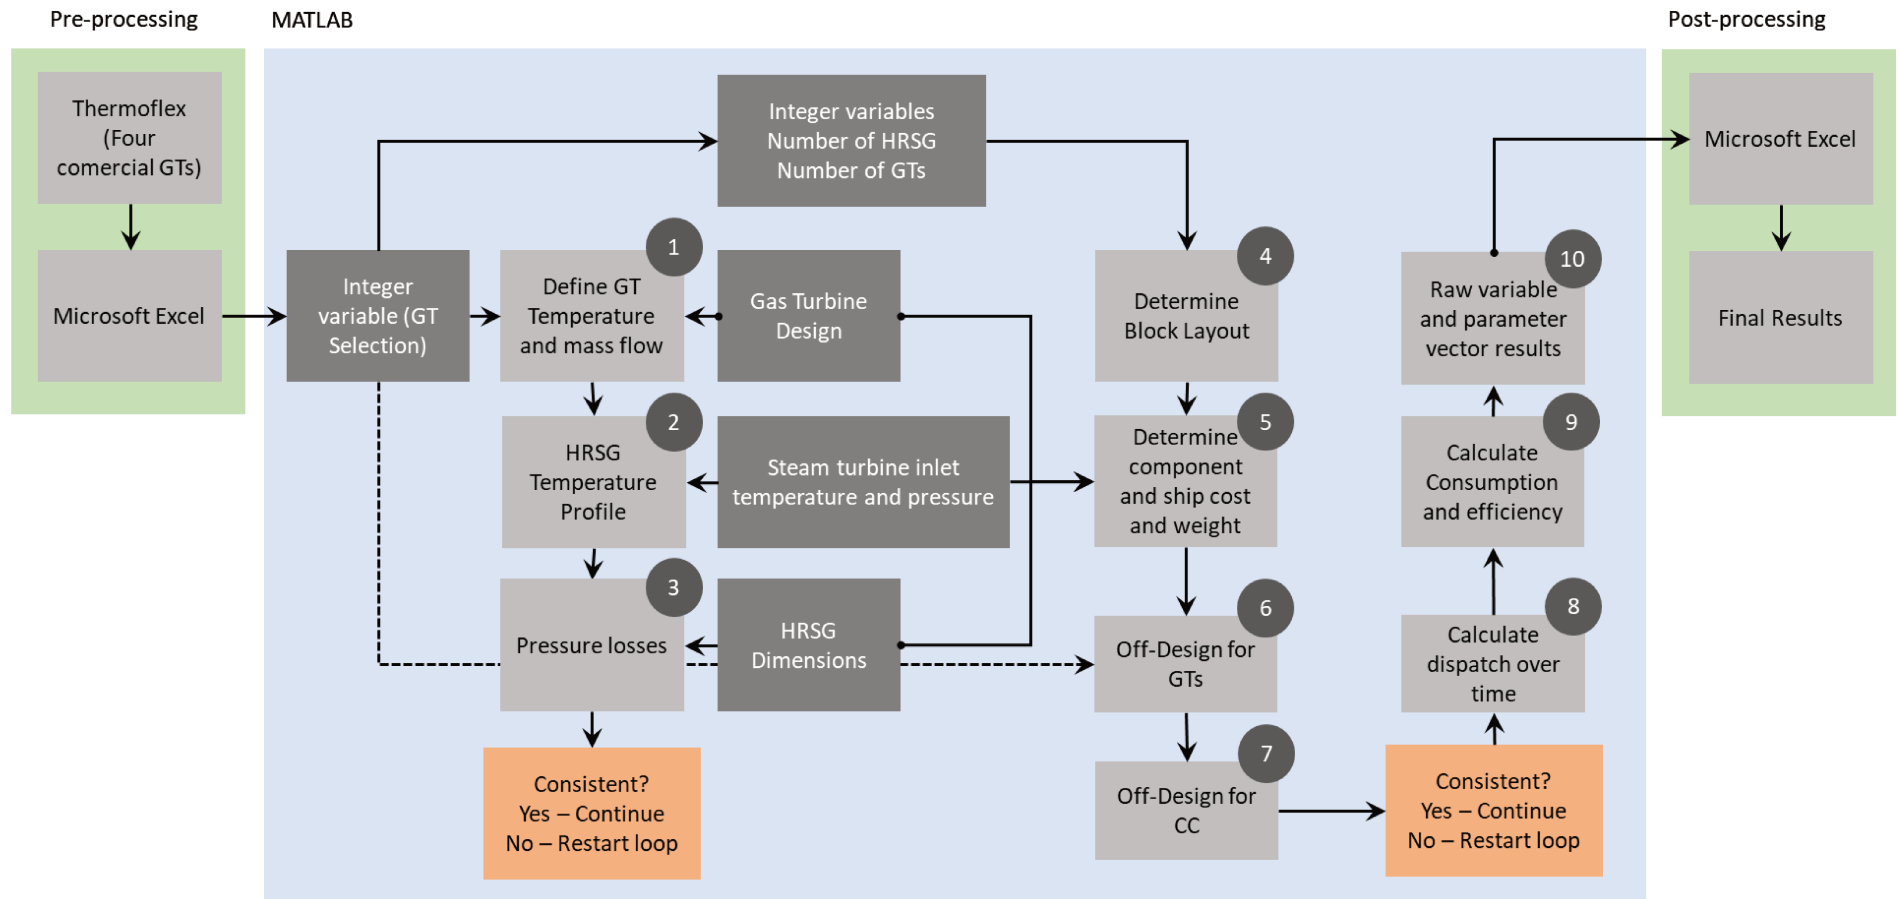 Pre-processing
MATLAB
Post-processing
Thermoflex
(Four
comercial GTs)
Microsoft Excel
Integer
variable (GT
Selection)
Integer variables
Number of HRSG
Number of GTs
1
Define GT
Temperature
and mass flow
Gas Turbine
Design
2
HRSG
Temperature
Profile
Steam turbine inlet
temperature and pressure
3
Pressure losses
HRSG
Dimensions
Consistent?
Yes – Continue
No – Restart loop
4
Determine
Block Layout
5
Determine
component
and ship cost
and weight
6
Off-Design for
GTs
7
Off-Design for
CC
Consistent?
Yes – Continue
No – Restart loop
8
Calculate
dispatch over
time
9
Calculate
Consumption
and efficiency
10
Raw variable
and parameter
vector results
Microsoft Excel
Final Results